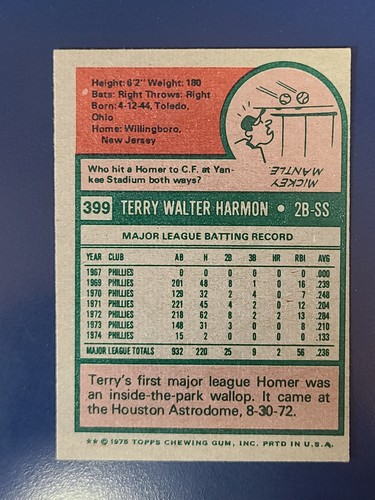 Height: 6'2" Weight: 180
Bats: Right Throws: Right
Born: 4-12-44, Toledo,
Ohio
Home: Willingboro,
New Jersey
MICKEY
MANTLE
Who hit a Homer to C.F. at Yan-
kee Stadium both ways?
399 TERRY WALTER HARMON • 2B-SS
MAJOR LEAGUE BATTING RECORD
YEAR CLUB AB H 2B 3B HR RBI AVG
1967 PHILLIES 0 0 0 0 0 0 .000
1969 PHILLIES 201 48 8 1 0 16 .239
1970 PHILLIES 129 32 2 4 0 7 .248
1971 PHILLIES 221 45 4 2 0 12 .204
1972 PHILLIES 218 62 8 2 2 13 .284
1973 PHILLIES 148 31 3 0 0 8 .210
1974 PHILLIES 15 2 0 0 0 0 .133
MAJOR LEAGUE TOTALS 932 220 25 9 2 56 .236
Terry's first major league Homer was
an inside-the-park wallop. It came at
the Houston Astrodome, 8-30-72.
** © 1975 TOPPS CHEWING GUM, INC. PRTD IN U.S.A.